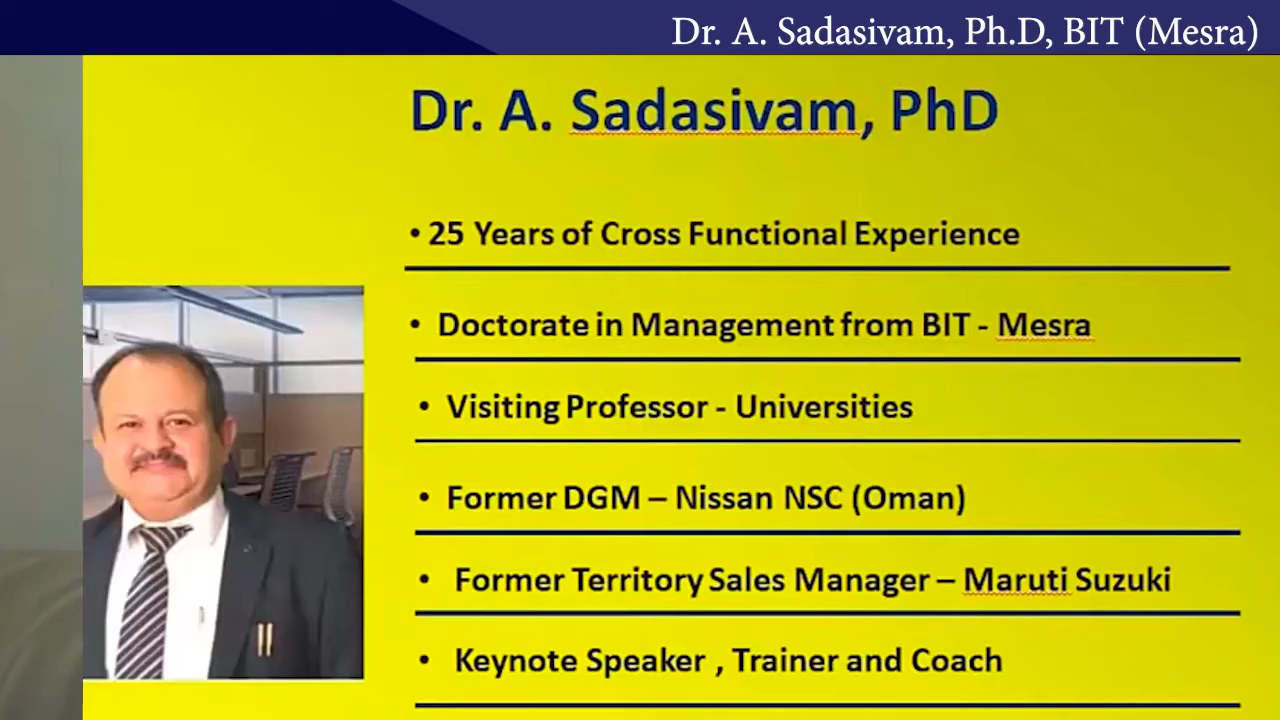 Dr. A. Sadasivam, Ph.D, BIT (Mesra)
Dr. A. Sadasivam, PhD
• 25 Years of Cross Functional Experience
• Doctorate in Management from BIT - Mesra
• Visiting Professor - Universities
• Former DGM – Nissan NSC (Oman)
• Former Territory Sales Manager – Maruti Suzuki
• Keynote Speaker , Trainer and Coach